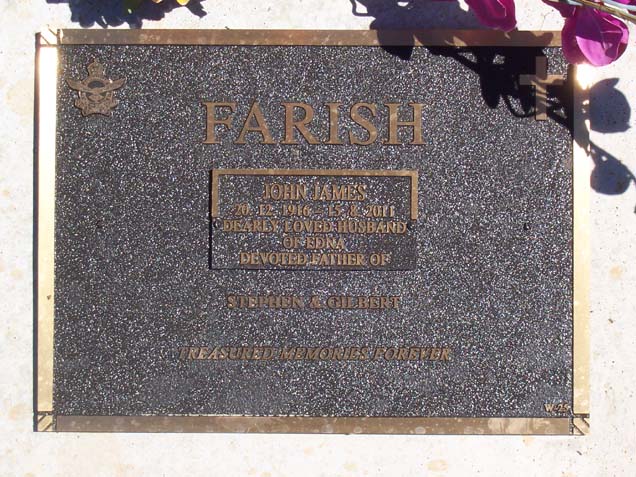 FARISH
JOHN JAMES
20. 12. 1916 - 15. 8. 2011
DEARLY LOVED HUSBAND
OF EDNA
DEVOTED FATHER OF
STEPHEN & GILBERT
TREASURED MEMORIES FOREVER